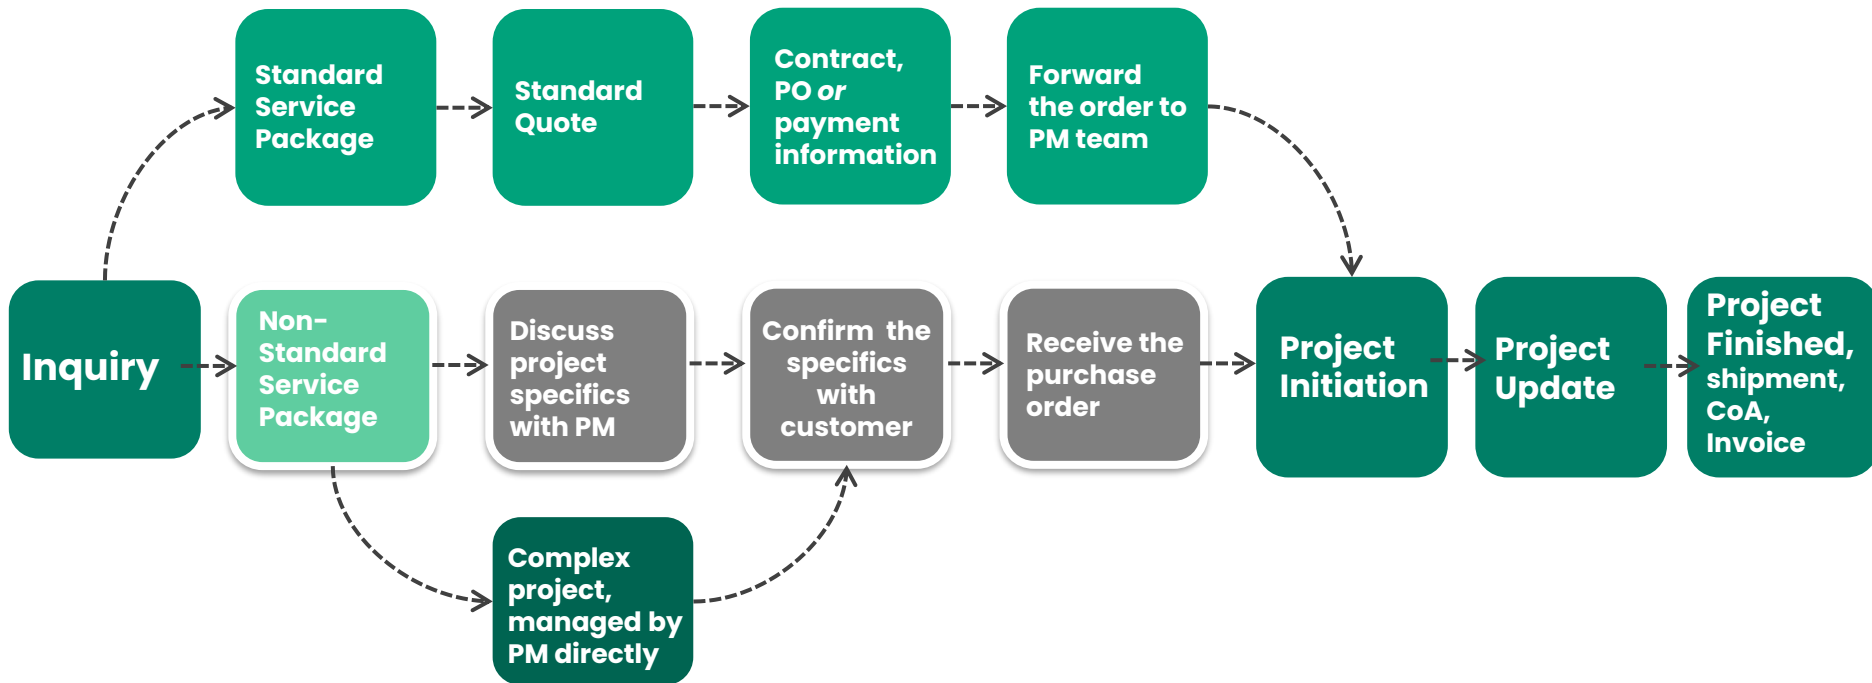 Standard
Service
Package
Standard
Quote
Contract,
PO or
payment
information
Forward
the order to
PM team
Inquiry
Non-
Standard
Service
Package
Discuss
project
specifics
with PM
Confirm the
specifics
with
customer
Receive the
purchase
order
Project
Initiation
Project
Update
Project
Finished,
shipment,
CoA,
Invoice
Complex
project,
managed by
PM directly